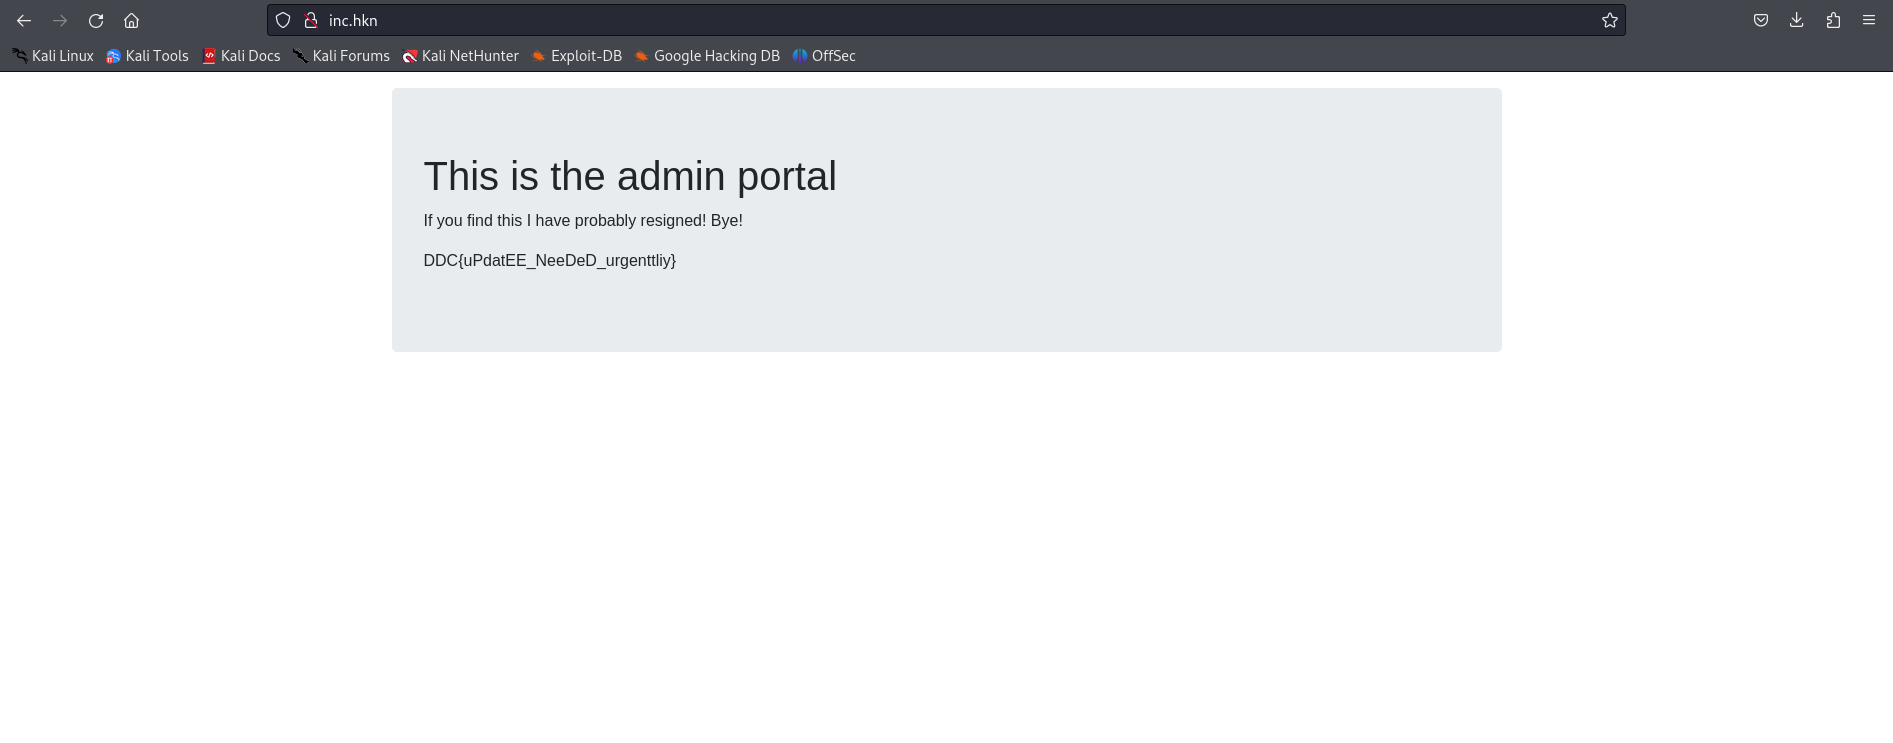 inc.hkn
Kali Linux Kali Tools Kali Docs Kali Forums Kali NetHunter Exploit-DB Google Hacking DB OffSec
This is the admin portal
If you find this I have probably resigned! Bye!
DDC{uPdatEE_NeeDeD_urgenttliy}